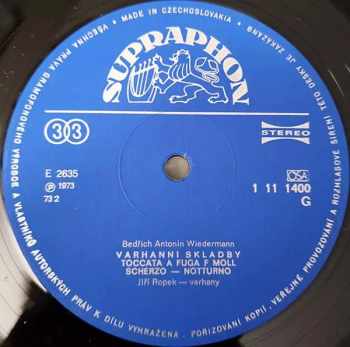 VŠECHNA PRÁVA GRAMOFONOVÉHO VÝROBCE A VLASTNÍKŮ AUTORSKÝCH PRÁV K DÍLU VYHRAŽENA. POŘIZOVÁNÍ KOPIÍ, VEŘEJNÉ PROVOZOVÁNÍ A ROZHLASOVÉ ŠÍŘENÍ TÉTO DESKY JE ZAKÁZÁNO
• MADE IN CZECHOSLOVAKIA •
SUPRAPHON
33
STEREO
E 2635
℗ 1973
73 2
OSA
1 11 1400
G
Bedřich Antonín Wiedermann
VARHANNÍ SKLADBY
TOCCATA A FUGA F MOLL
SCHERZO — NOTTURNO
Jiří Ropek — varhany